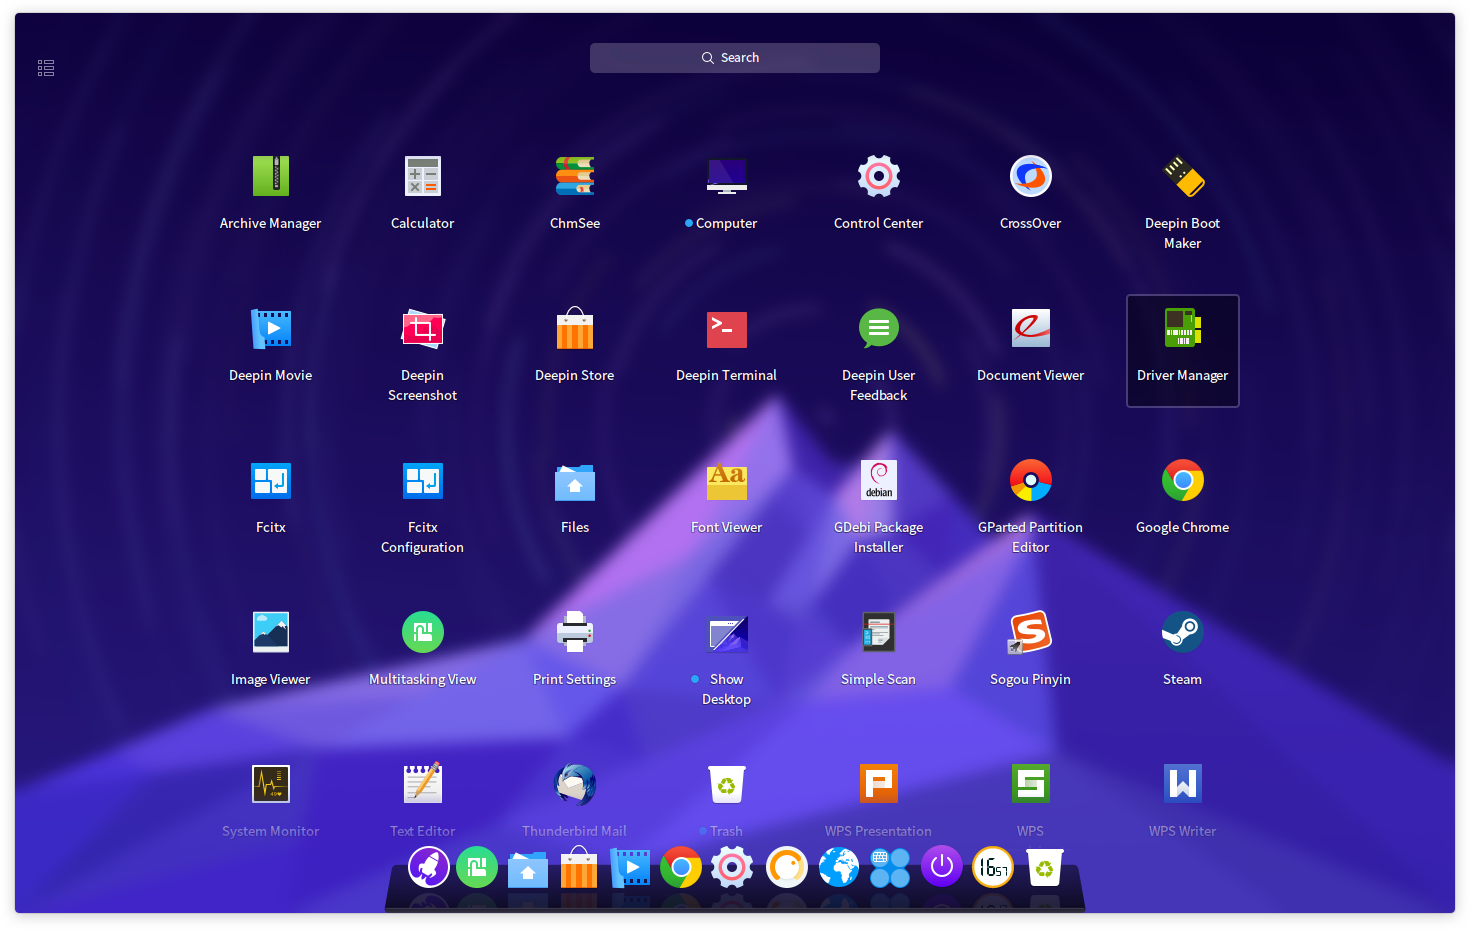 Search
Archive Manager
Calculator
ChmSee
Computer
Control Center
CrossOver
Deepin Boot
Maker
Deepin Movie
Deepin
Screenshot
Deepin Store
Deepin Terminal
Deepin User
Feedback
Document Viewer
Driver Manager
Fcitx
Fcitx
Configuration
Files
Aa
Font Viewer
debian
GDebi Package
Installer
GParted Partition
Editor
Google Chrome
Image Viewer
Multitasking View
Print Settings
Show
Desktop
Simple Scan
S
Sogou Pinyin
Steam
System Monitor
Text Editor
Thunderbird Mail
Trash
P
WPS Presentation
S
WPS
W
WPS Writer
16 57